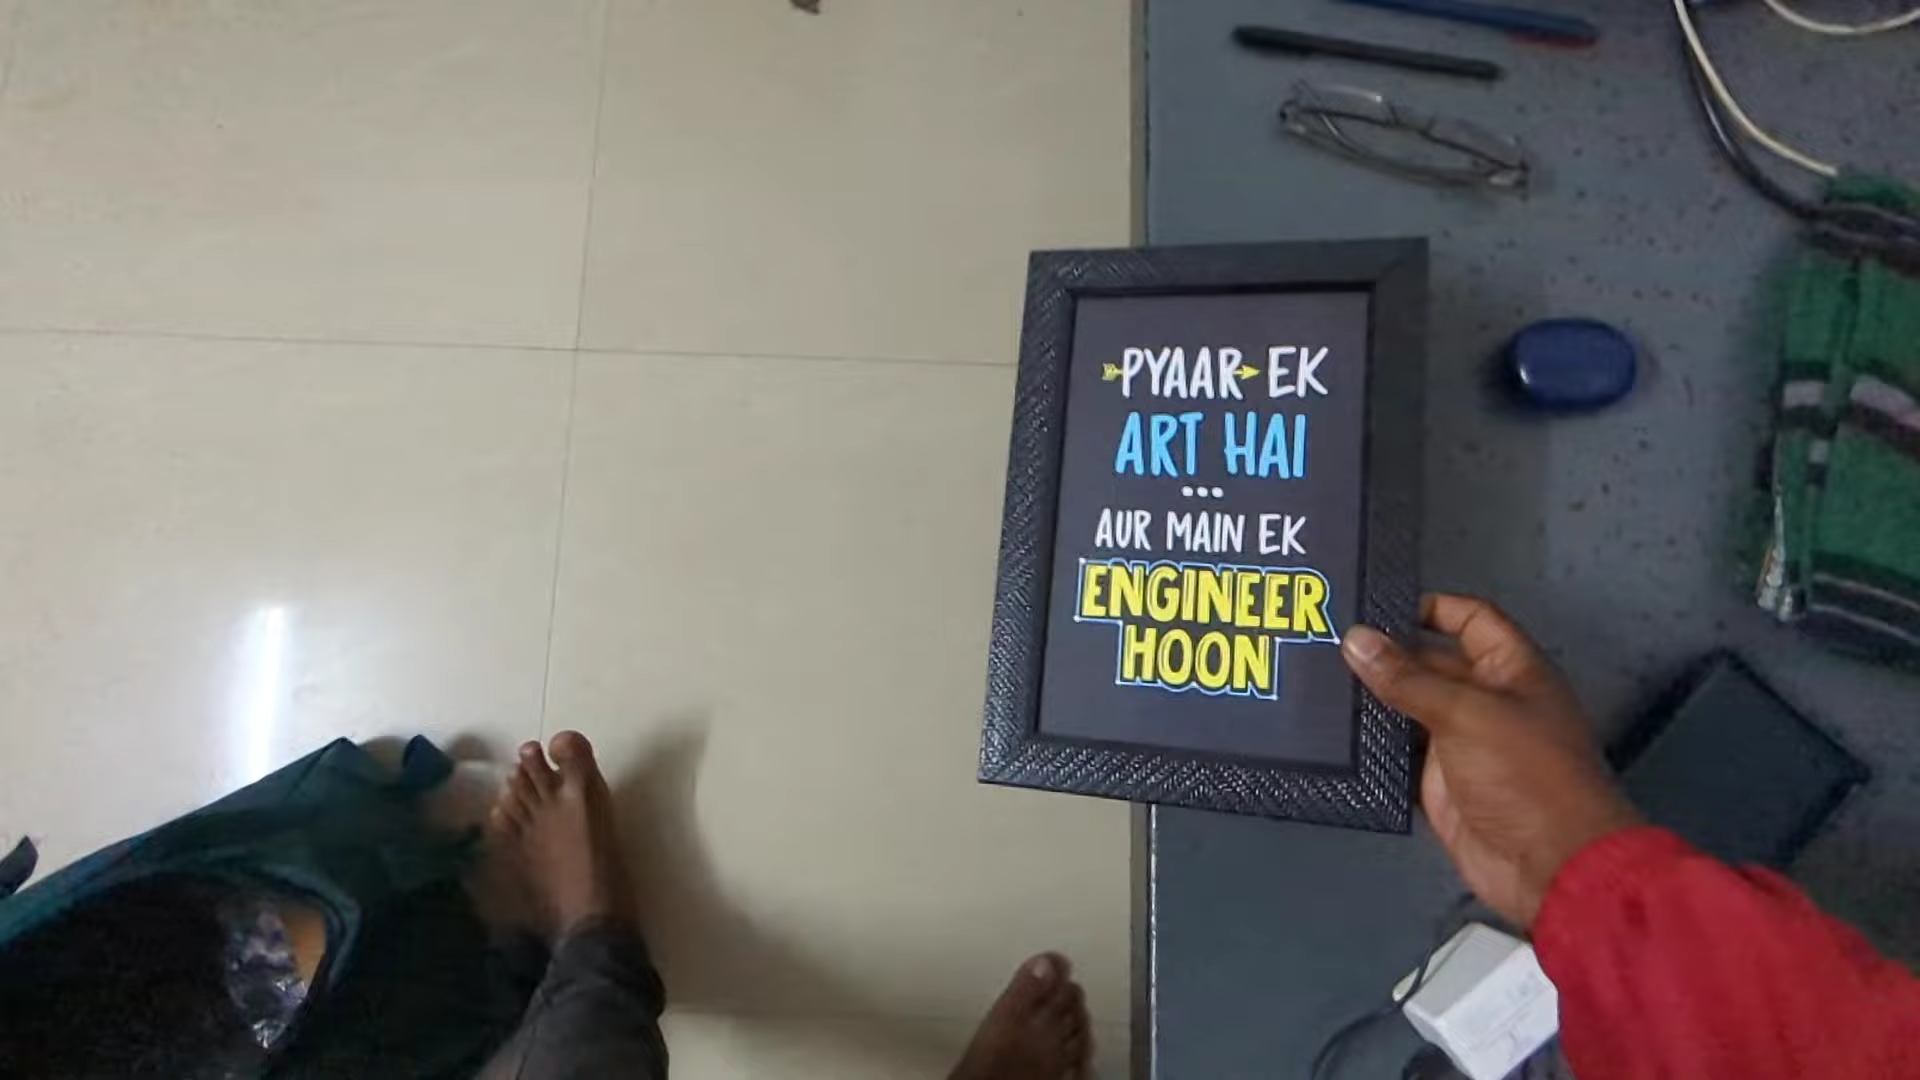 PYAAR EK
ART HAI
...
AUR MAIN EK
ENGINEER
HOON